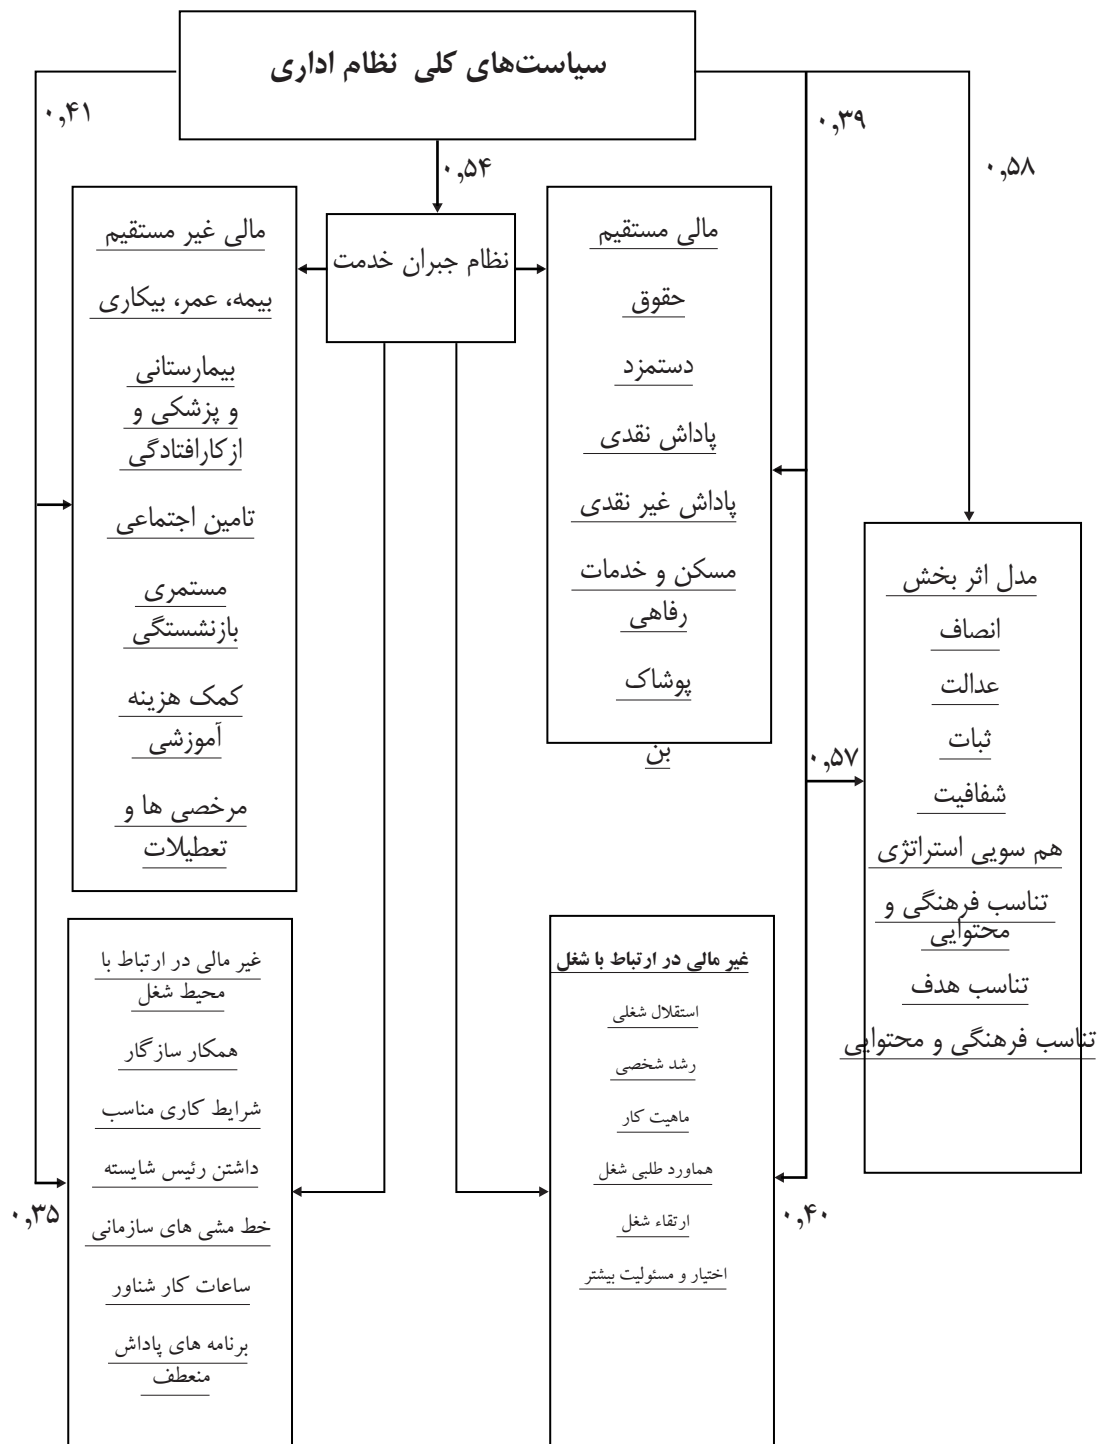 سیاست‌های کلی نظام اداری
۰٫۴۱
۰٫۳۹
۰٫۵۴
۰٫۵۸
نظام جبران خدمت
مالی مستقیم
حقوق
دستمزد
پاداش نقدی
پاداش غیر نقدی
مسکن و خدمات
رفاهی
پوشاک
بن
مالی غیر مستقیم
بیمه، عمر، بیکاری
بیمارستانی
و پزشکی و
ازکارافتادگی
تامین اجتماعی
مستمری
بازنشستگی
کمک هزینه
آموزشی
مرخصی ها و
تعطیلات
مدل اثر بخش
انصاف
عدالت
ثبات
شفافیت
هم سویی استراتژی
تناسب فرهنگی و
محتوایی
تناسب هدف
تناسب فرهنگی و محتوایی
۰٫۵۷
غیر مالی در ارتباط با شغل
استقلال شغلی
رشد شخصی
ماهیت کار
هماورد طلبی شغل
ارتقاء شغل
اختیار و مسئولیت بیشتر
۰٫۴۰
غیر مالی در ارتباط با
محیط شغل
همکار سازگار
شرایط کاری مناسب
داشتن رئیس شایسته
خط مشی های سازمانی
ساعات کار شناور
برنامه های پاداش
منعطف
۰٫۳۵